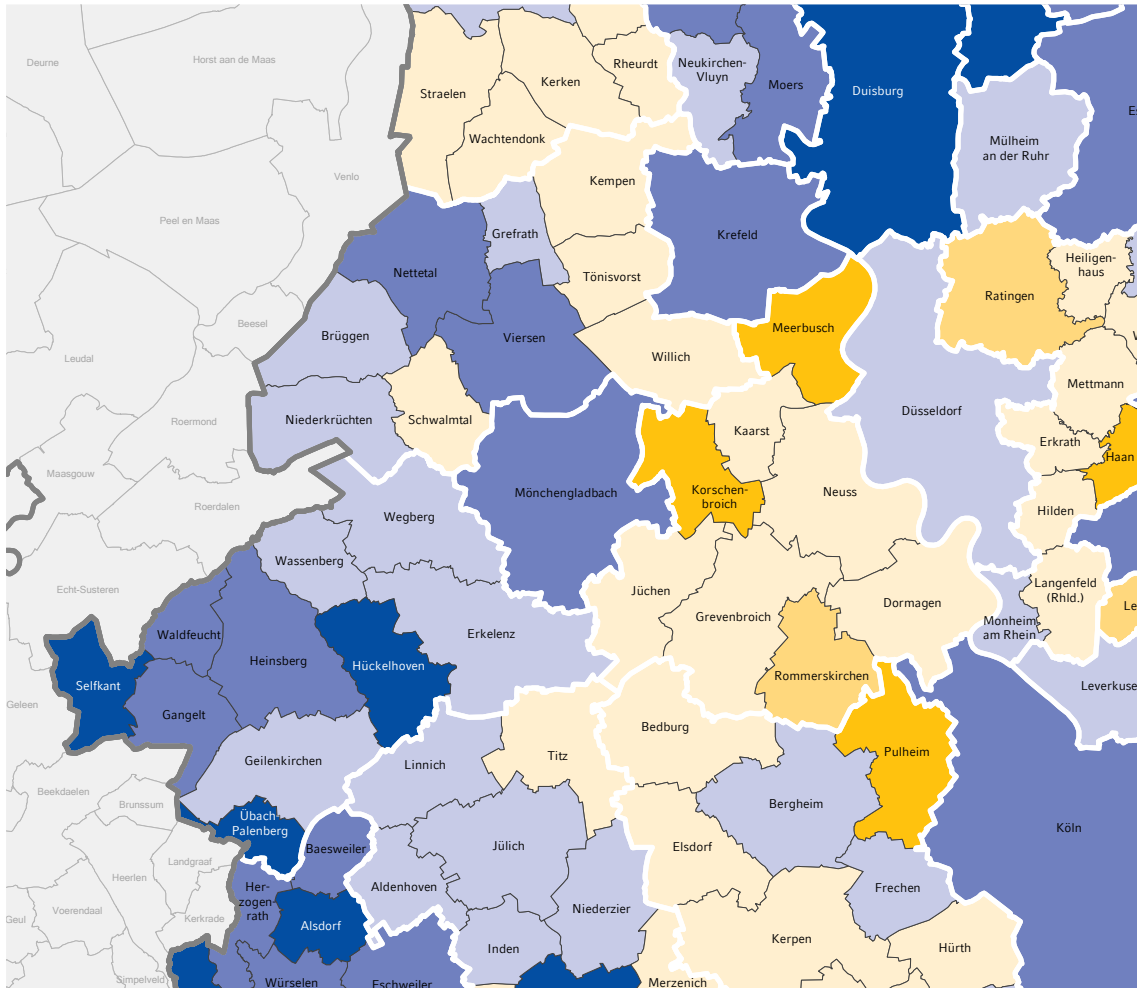 Deurne
Horst aan de Maas
Straelen
Kerken
Rheurdt
Neukirchen-
Vluyn
Moers
Duisburg
Es
Wachtendonk
Mülheim
an der Ruhr
Venlo
Kempen
Peel en Maas
Grefrath
Krefeld
Nettetal
Tönisvorst
Heiligen-
haus
Ratingen
Beesel
Brüggen
Viersen
Meerbusch
Leudal
Willich
Mettmann
Roermond
Niederkrüchten
Schwalmtal
Kaarst
Düsseldorf
Erkrath
Haan
Maasgouw
Mönchengladbach
Korschen-
broich
Neuss
Roerdalen
Wegberg
Hilden
Wassenberg
Echt-Susteren
Jüchen
Langenfeld
(Rhld.)
Le
Dormagen
Grevenbroich
Monheim
am Rhein
Waldfeucht
Erkelenz
Heinsberg
Hückelhoven
Rommerskirchen
Selfkant
Leverkuse
Geleen
Gangelt
Bedburg
Pulheim
Geilenkirchen
Linnich
Titz
Beekdaelen
Brunssum
Bergheim
Übach-
Palenberg
Köln
Baesweiler
Jülich
Elsdorf
Landgraaf
Heerlen
Aldenhoven
Frechen
Her-
zogen
rath
Voerendaal
Geul
Kerkrade
Alsdorf
Niederzier
Inden
Kerpen
Hürth
Simpelveld
Würselen
Eschweiler
Merzenich